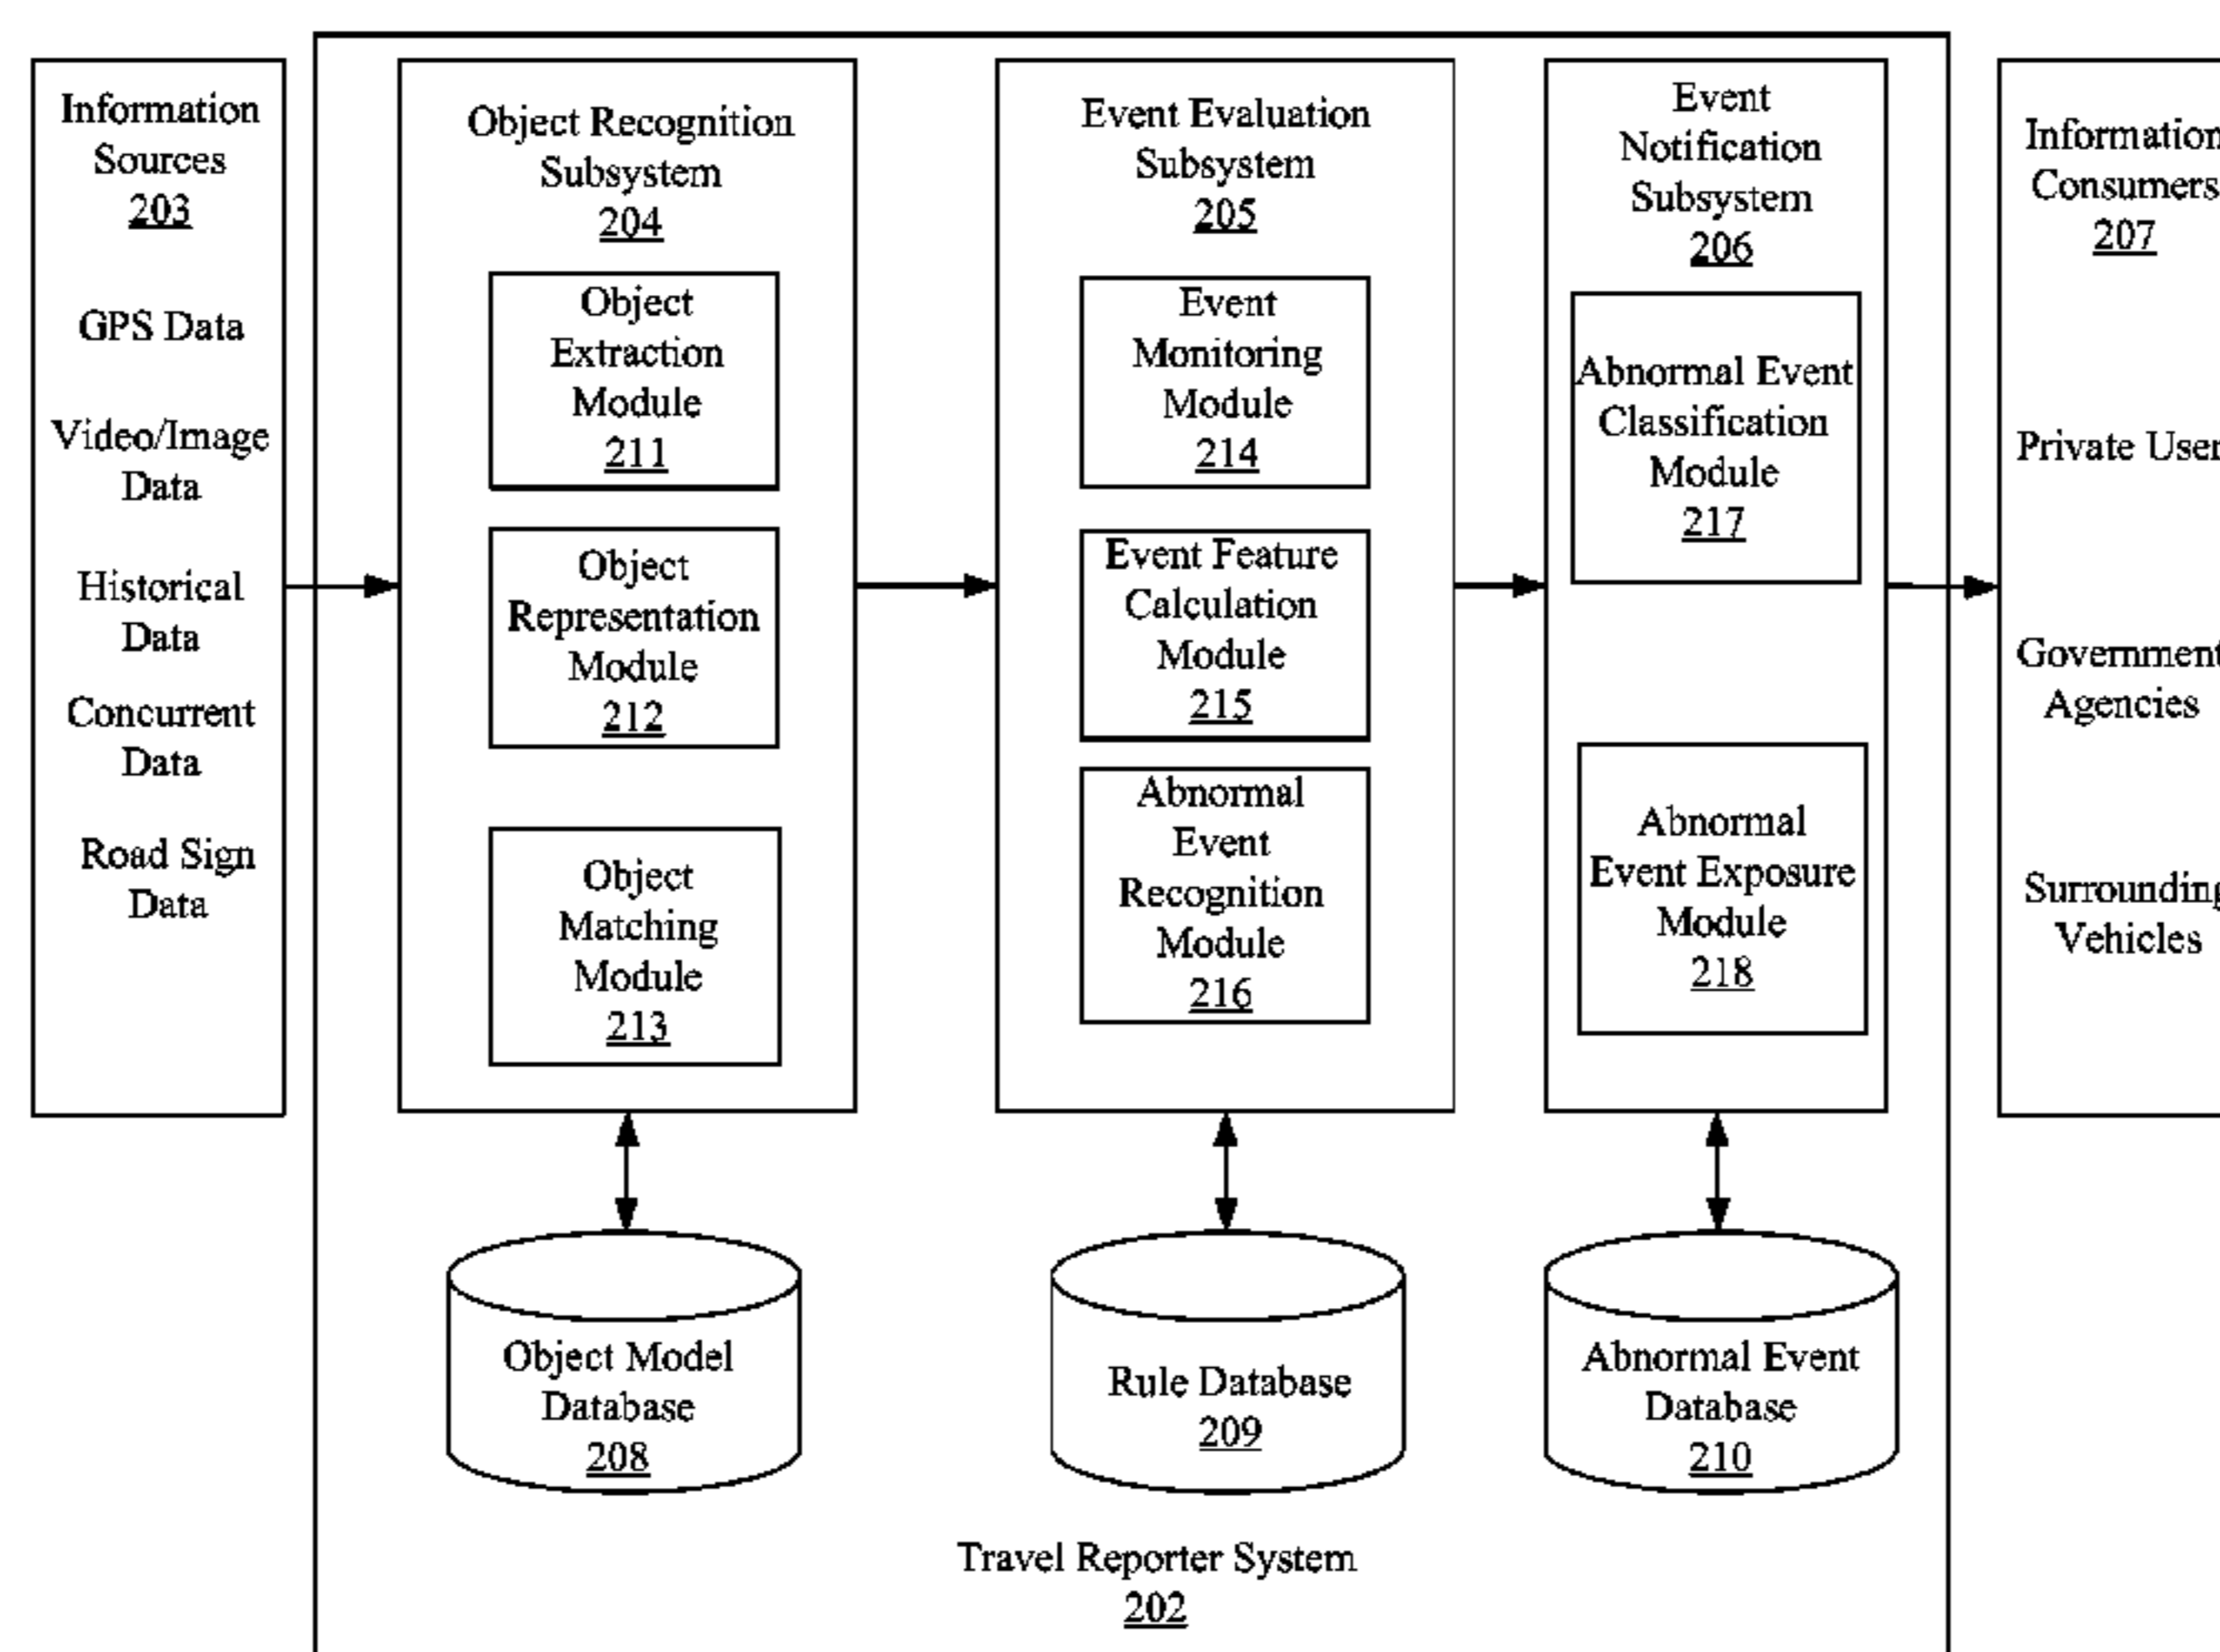 Information
Sources
203
GPS Data
Video/Image
Data
Historical
Data
Concurrent
Data
Road Sign
Data
Object Recognition
Subsystem
204
Object
Extraction
Module
211
Object
Representation
Module
212
Object
Matching
Module
213
Event Evaluation
Subsystem
205
Event
Monitoring
Module
214
Event Feature
Calculation
Module
215
Abnormal
Event
Recognition
Module
216
Event
Notification
Subsystem
206
Abnormal Event
Classification
Module
217
Abnormal
Event Exposure
Module
218
Information
Consumers
207
Private User
Government
Agencies
Surrounding
Vehicles
Object Model
Database
208
Rule Database
209
Abnormal Event
Database
210
Travel Reporter System
202